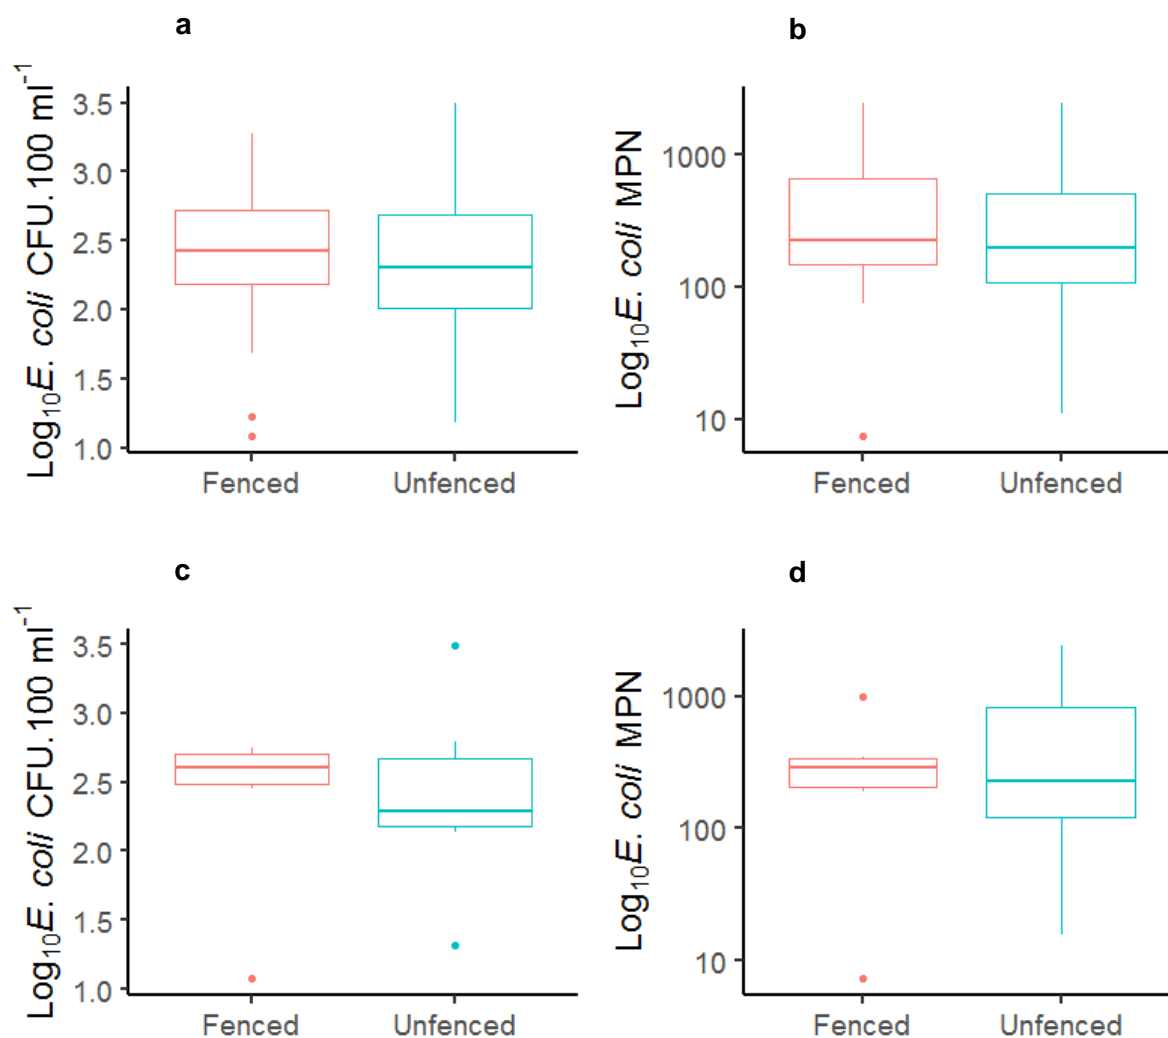 a
Log₁₀E. coli CFU.100 ml⁻¹
3.5
3.0
2.5
2.0
1.5
1.0
Fenced Unfenced
b
Log₁₀E. coli MPN
1000
100
10
Fenced Unfenced
c
Log₁₀E. coli CFU.100 ml⁻¹
3.5
3.0
2.5
2.0
1.5
1.0
Fenced Unfenced
d
Log₁₀E. coli MPN
1000
100
10
Fenced Unfenced